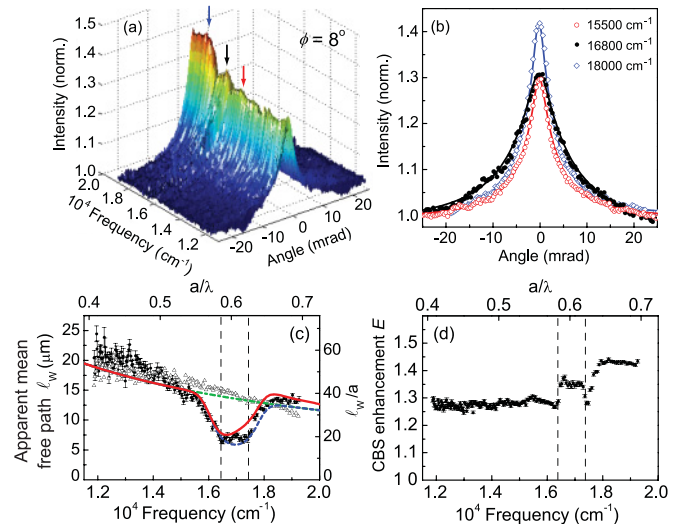 (a)
ϕ = 8°
1.5
1.4
1.3
1.2
1.1
1.0
Intensity (norm.)
2.0
1.8
1.6
1.4
1.2
10⁴ Frequency (cm⁻¹)
-20
-10
0
10
20
Angle (mrad)
(b)
15500 cm⁻¹
16800 cm⁻¹
18000 cm⁻¹
1.4
1.3
1.2
1.1
1.0
Intensity (norm.)
-20 -10 0 10 20
Angle (mrad)
a/λ
0.4 0.5 0.6 0.7
(c)
25
20
15
10
5
0
Apparent mean
free path ℓw (μm)
60
40
20
0
ℓw/a
1.2 1.4 1.6 1.8 2.0
10⁴ Frequency (cm⁻¹)
a/λ
0.4 0.5 0.6 0.7
(d)
1.5
1.4
1.3
1.2
1.1
1.0
CBS enhancement E
1.2 1.4 1.6 1.8 2.0
10⁴ Frequency (cm⁻¹)